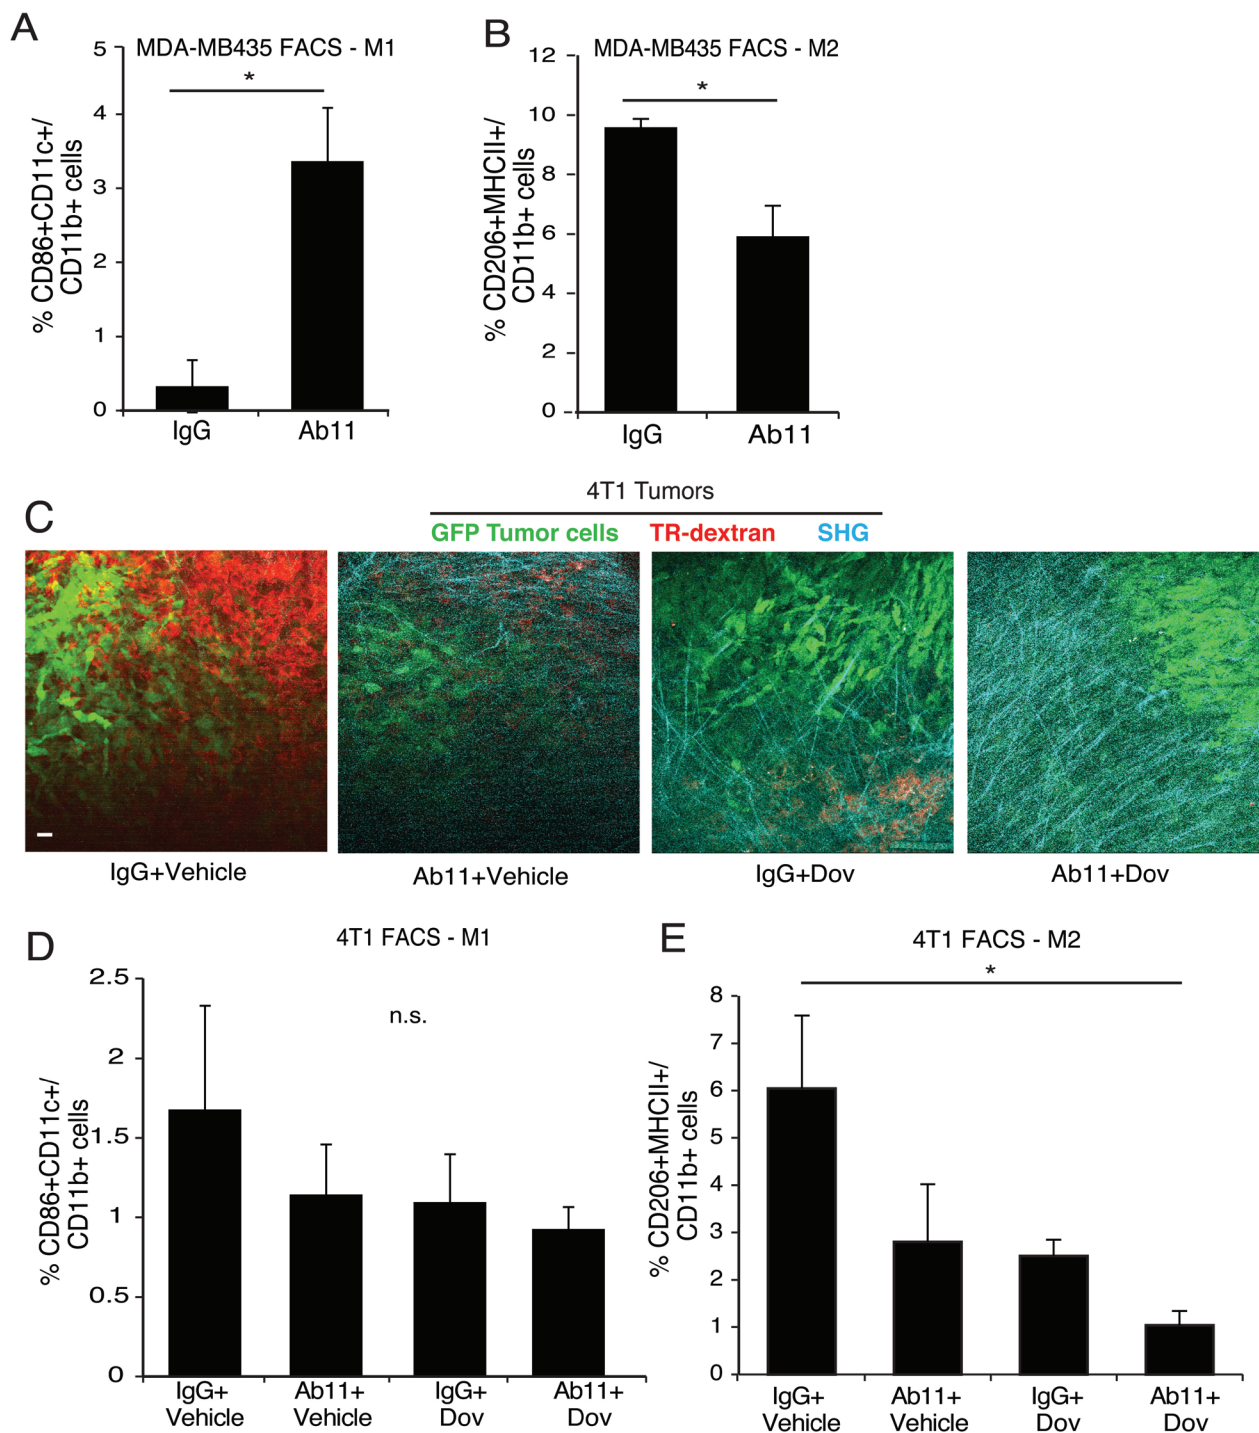 A
MDA-MB435 FACS - M1
*
5
4
3
2
1
0
% CD86+CD11c+/
CD11b+ cells
IgG
Ab11
B
MDA-MB435 FACS - M2
*
12
10
8
6
4
2
0
% CD206+MHCII+/
CD11b+ cells
IgG
Ab11
C
4T1 Tumors
GFP Tumor cells TR-dextran SHG
IgG+Vehicle
Ab11+Vehicle
IgG+Dov
Ab11+Dov
D
4T1 FACS - M1
n.s.
2.5
2
1.5
1
0.5
0
% CD86+CD11c+/
CD11b+ cells
IgG+
Vehicle
Ab11+
Vehicle
IgG+
Dov
Ab11+
Dov
E
4T1 FACS - M2
*
8
7
6
5
4
3
2
1
0
% CD206+MHCII+/
CD11b+ cells
IgG+
Vehicle
Ab11+
Vehicle
IgG+
Dov
Ab11+
Dov